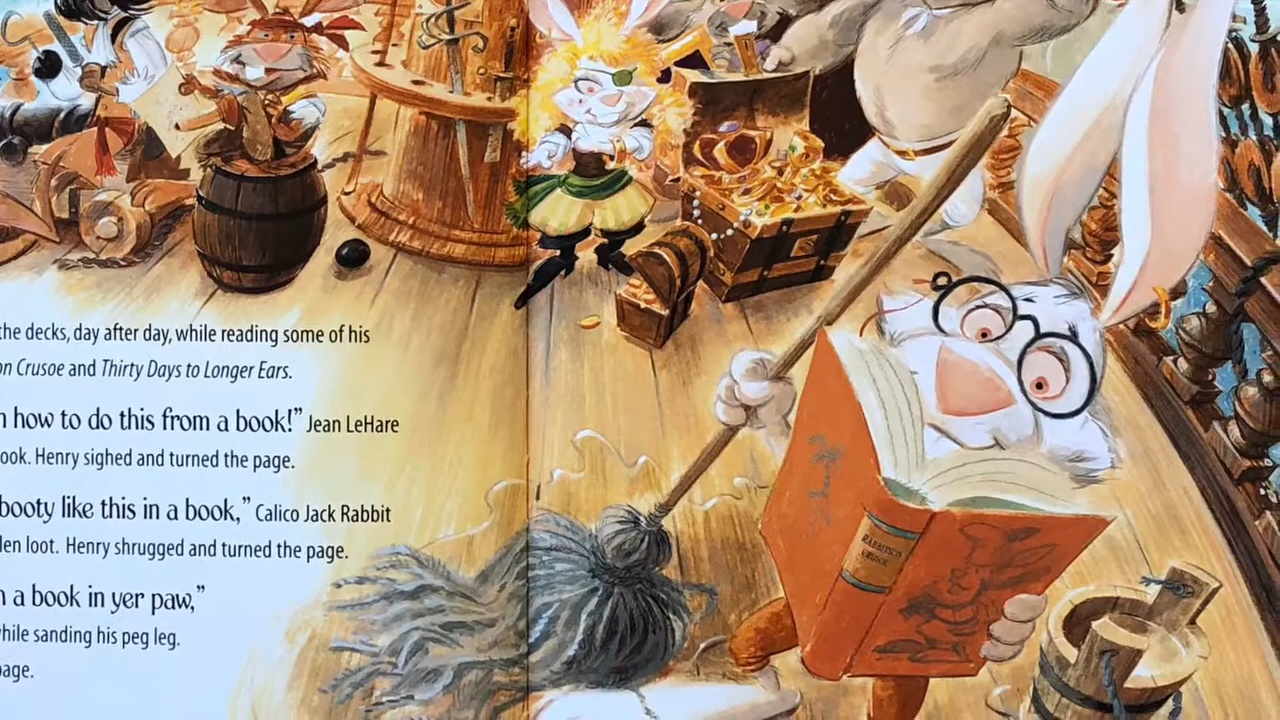 the decks, day after day, while reading some of his
on Crusoe and Thirty Days to Longer Ears.
how to do this from a book!” Jean LeHare
ook. Henry sighed and turned the page.
booty like this in a book,” Calico Jack Rabbit
len loot. Henry shrugged and turned the page.
a book in yer paw,”
while sanding his peg leg.
page.
RABBITSON
CRUSOE